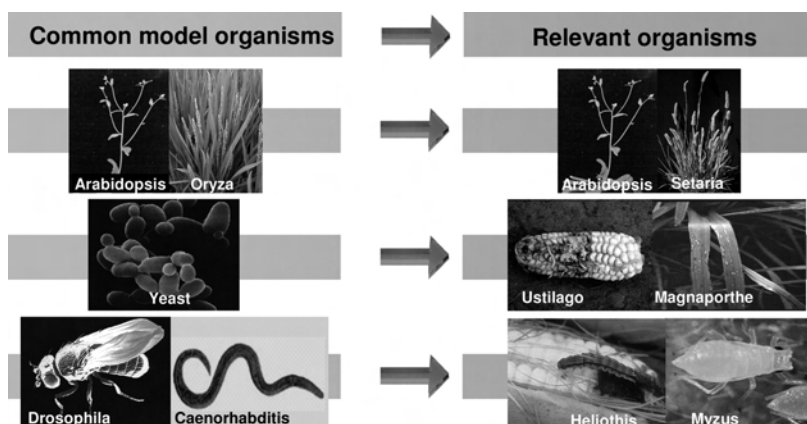 Common model organisms
Relevant organisms
Arabidopsis Oryza
Arabidopsis Setaria
Yeast
Ustilago Magnaporthe
Drosophila Caenorhabditis
Heliothis Myzus